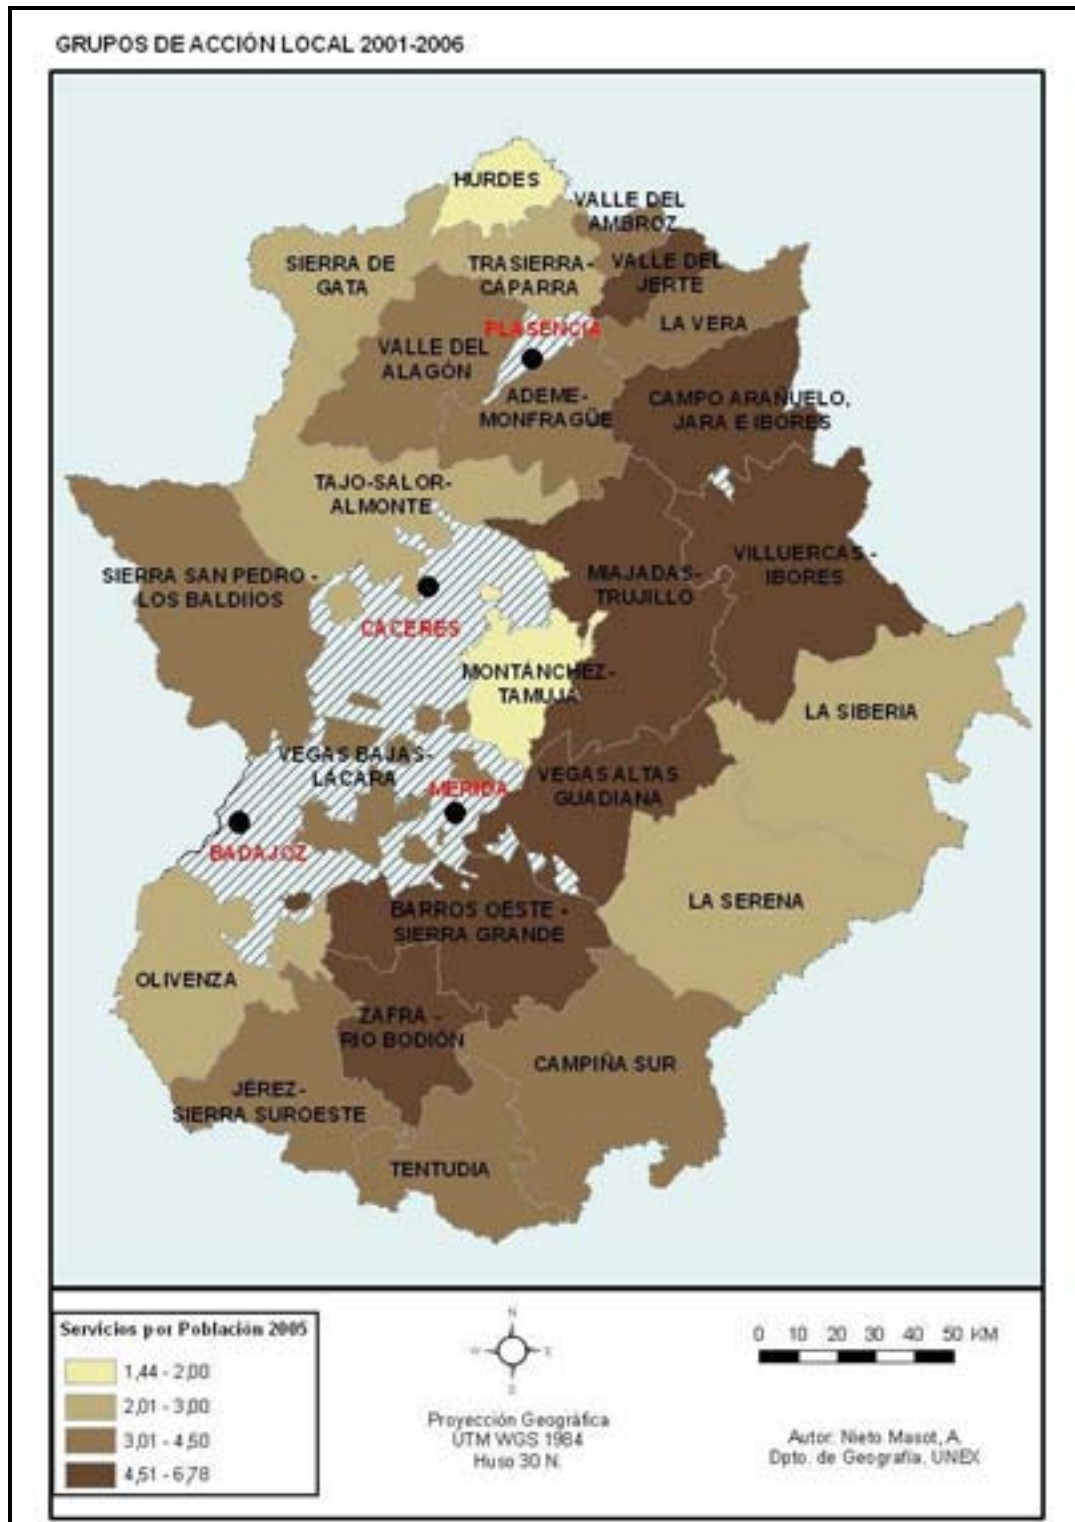 GRUPOS DE ACCIÓN LOCAL 2001-2006
HURDES
VALLE DEL
AMBROZ
SIERRA DE
GATA
TRASIERRA-
CAPARRA
VALLE DEL
JERTE
LA VERA
PLASENCIA
VALLE DEL
ALAGÓN
ADEME-
MONFRAGÜE
CAMPO ARAÑUELO,
JARA E IBORES
TAJO-SALOR-
ALMONTE
SIERRA SAN PEDRO -
LOS BALDIIOS
CACERES
MIAJADAS-
TRUJILLO
VILLUERCAS -
IBORES
MONTÁNCHEZ-
TAMUJA
LA SIBERIA
VEGAS BAJAS-
LÁCARA
MERIDA
VEGAS ALTAS
GUADIANA
BADAJOZ
LA SERENA
BARROS OESTE -
SIERRA GRANDE
OLIVENZA
ZAFRA -
RIO BODIÓN
CAMPIÑA SUR
JÉREZ-
SIERRA SUROESTE
TENTUDIA
Servicios por Población 2005
1,44 - 2,00
2,01 - 3,00
3,01 - 4,50
4,51 - 6,78
N
W
E
S
Proyección Geográfica
UTM WGS 1984
Huso 30 N.
0 10 20 30 40 50 KM
Autor: Nieto Masot, A.
Dpto. de Geografía. UNEX